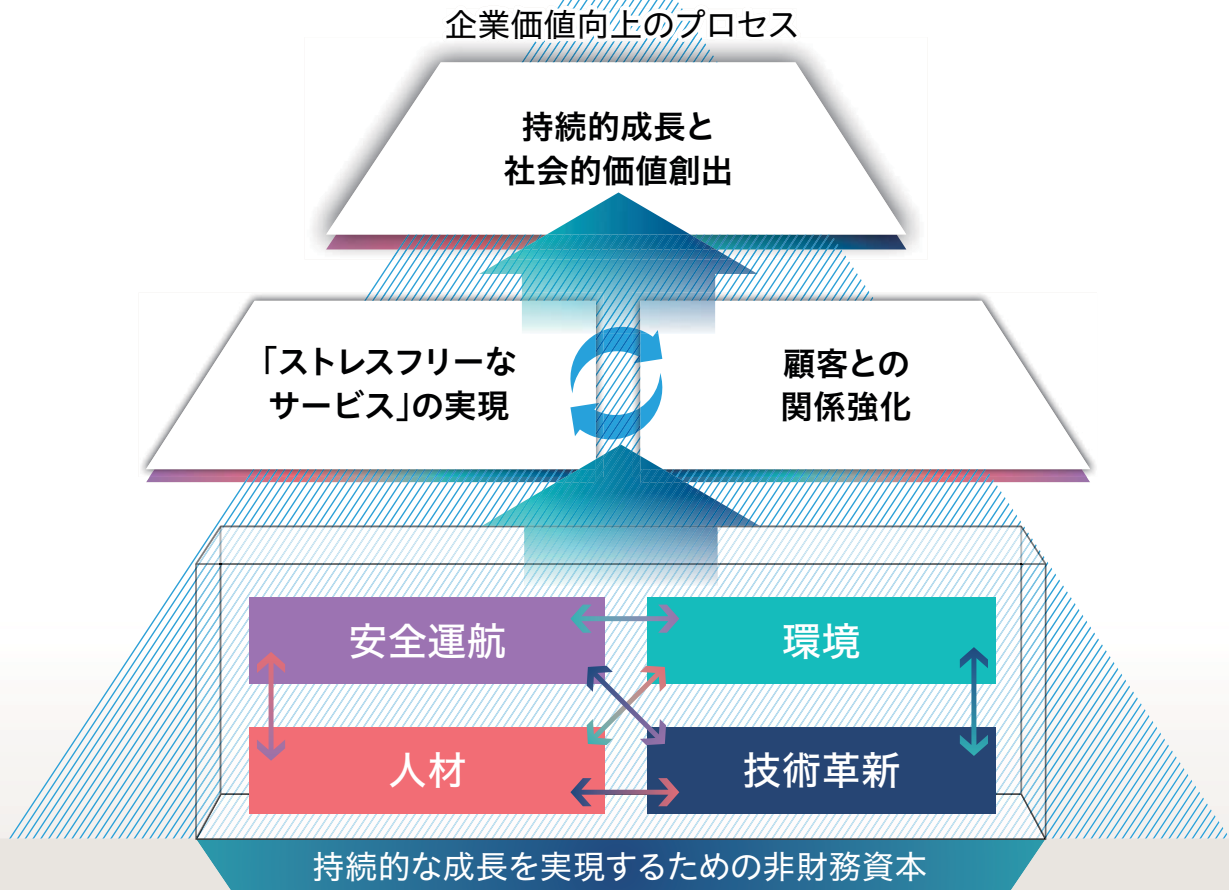 企業価値向上のプロセス
持続的成長と
社会的価値創出
「ストレスフリーな
サービス」の実現
顧客との
関係強化
安全運航
環境
人材
技術革新
持続的な成長を実現するための非財務資本